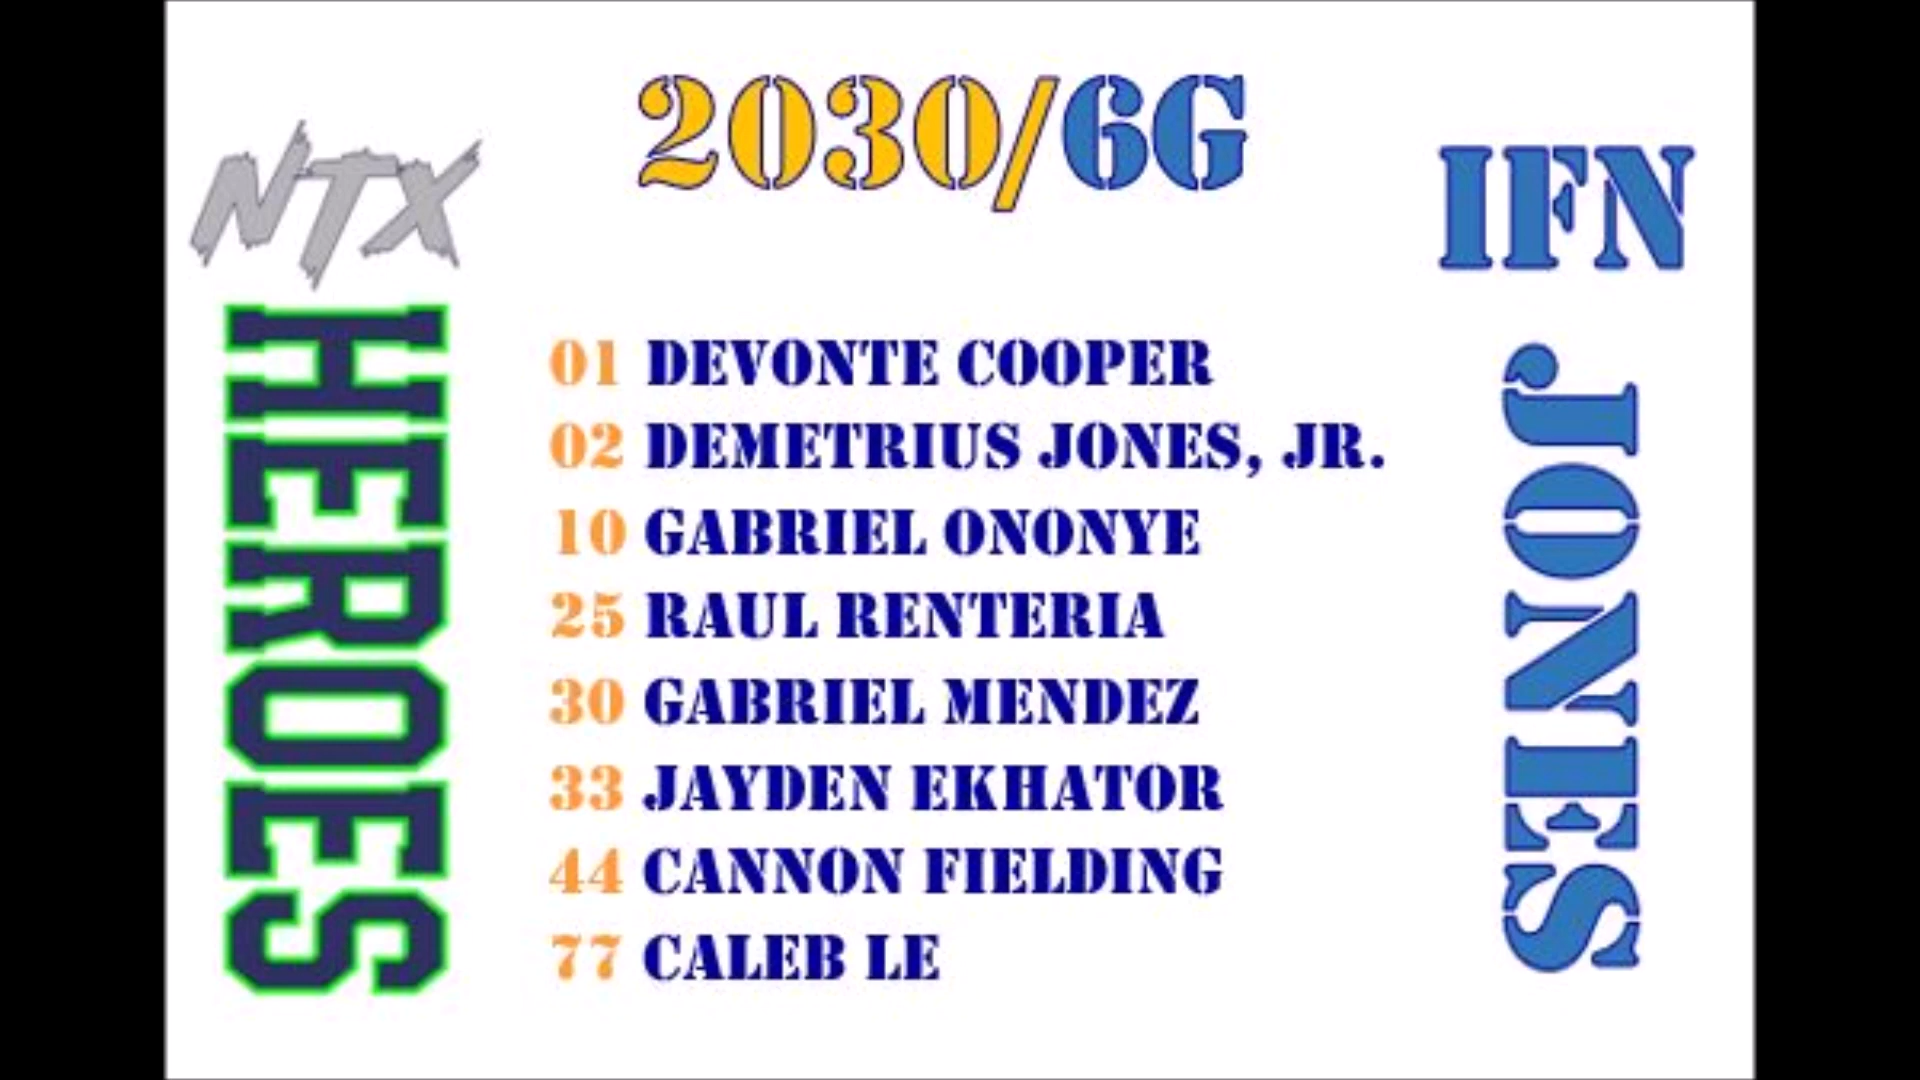 2030/6G
NTX
HEROES
IFN
JONES
01 DEVONTE COOPER
02 DEMETRIUS JONES, JR.
10 GABRIEL ONONYE
25 RAUL RENTERIA
30 GABRIEL MENDEZ
33 JAYDEN EKHATOR
44 CANNON FIELDING
77 CALEB LE